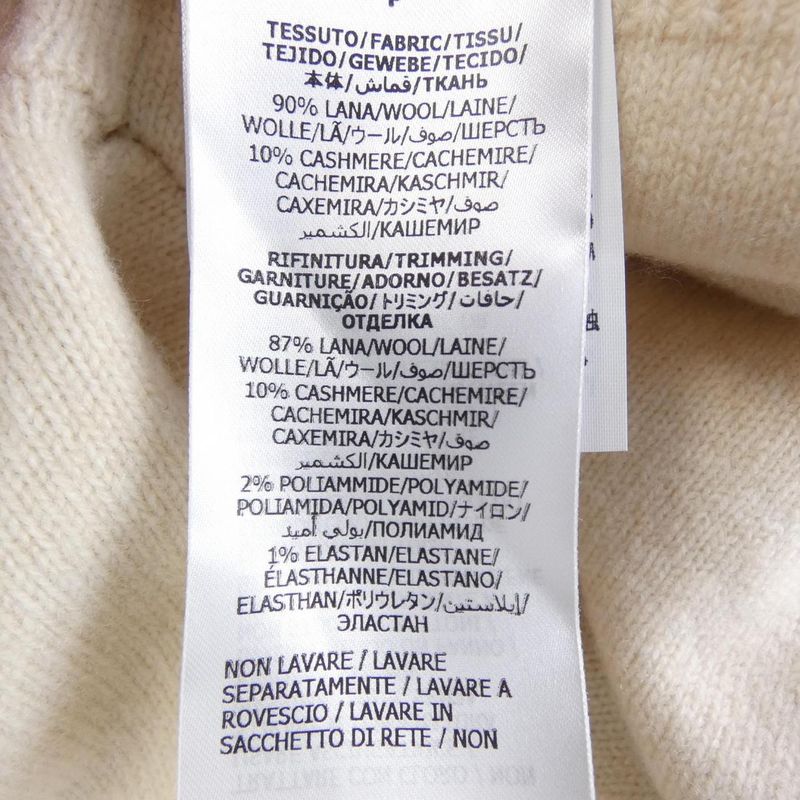 TESSUTO/FABRIC/TISSU/
TEJIDO/GEWEBE/TECIDO/
本体/قماش/ТКАНЬ
90% LANA/WOOL/LAINE/
WOLLE/LÃ/ウール/صوف/ШЕРСТЬ
10% CASHMERE/CACHEMIRE/
CACHEMIRA/KASCHMIR/
CAXEMIRA/カシミヤ/صوف
الكشمير/КАШЕМИР
RIFINITURA/TRIMMING/
GARNITURE/ADORNO/BESATZ/
GUARNIÇÃO/トリミング/حافات/
ОТДЕЛКА
87% LANA/WOOL/LAINE/
WOLLE/LÃ/ウール/صوف/ШЕРСТЬ
10% CASHMERE/CACHEMIRE/
CACHEMIRA/KASCHMIR/
CAXEMIRA/カシミヤ/صوف
الكشمير/КАШЕМИР
2% POLIAMMIDE/POLYAMIDE/
POLIAMIDA/POLYAMID/ナイロン/
بولي أميد/ПОЛИАМИД
1% ELASTAN/ELASTANE/
ÉLASTHANNE/ELASTANO/
ELASTHAN/ポリウレタン/إيلاستين/
ЭЛАСТАН
NON LAVARE / LAVARE
SEPARATAMENTE / LAVARE A
ROVESCIO / LAVARE IN
SACCHETTO DI RETE / NON